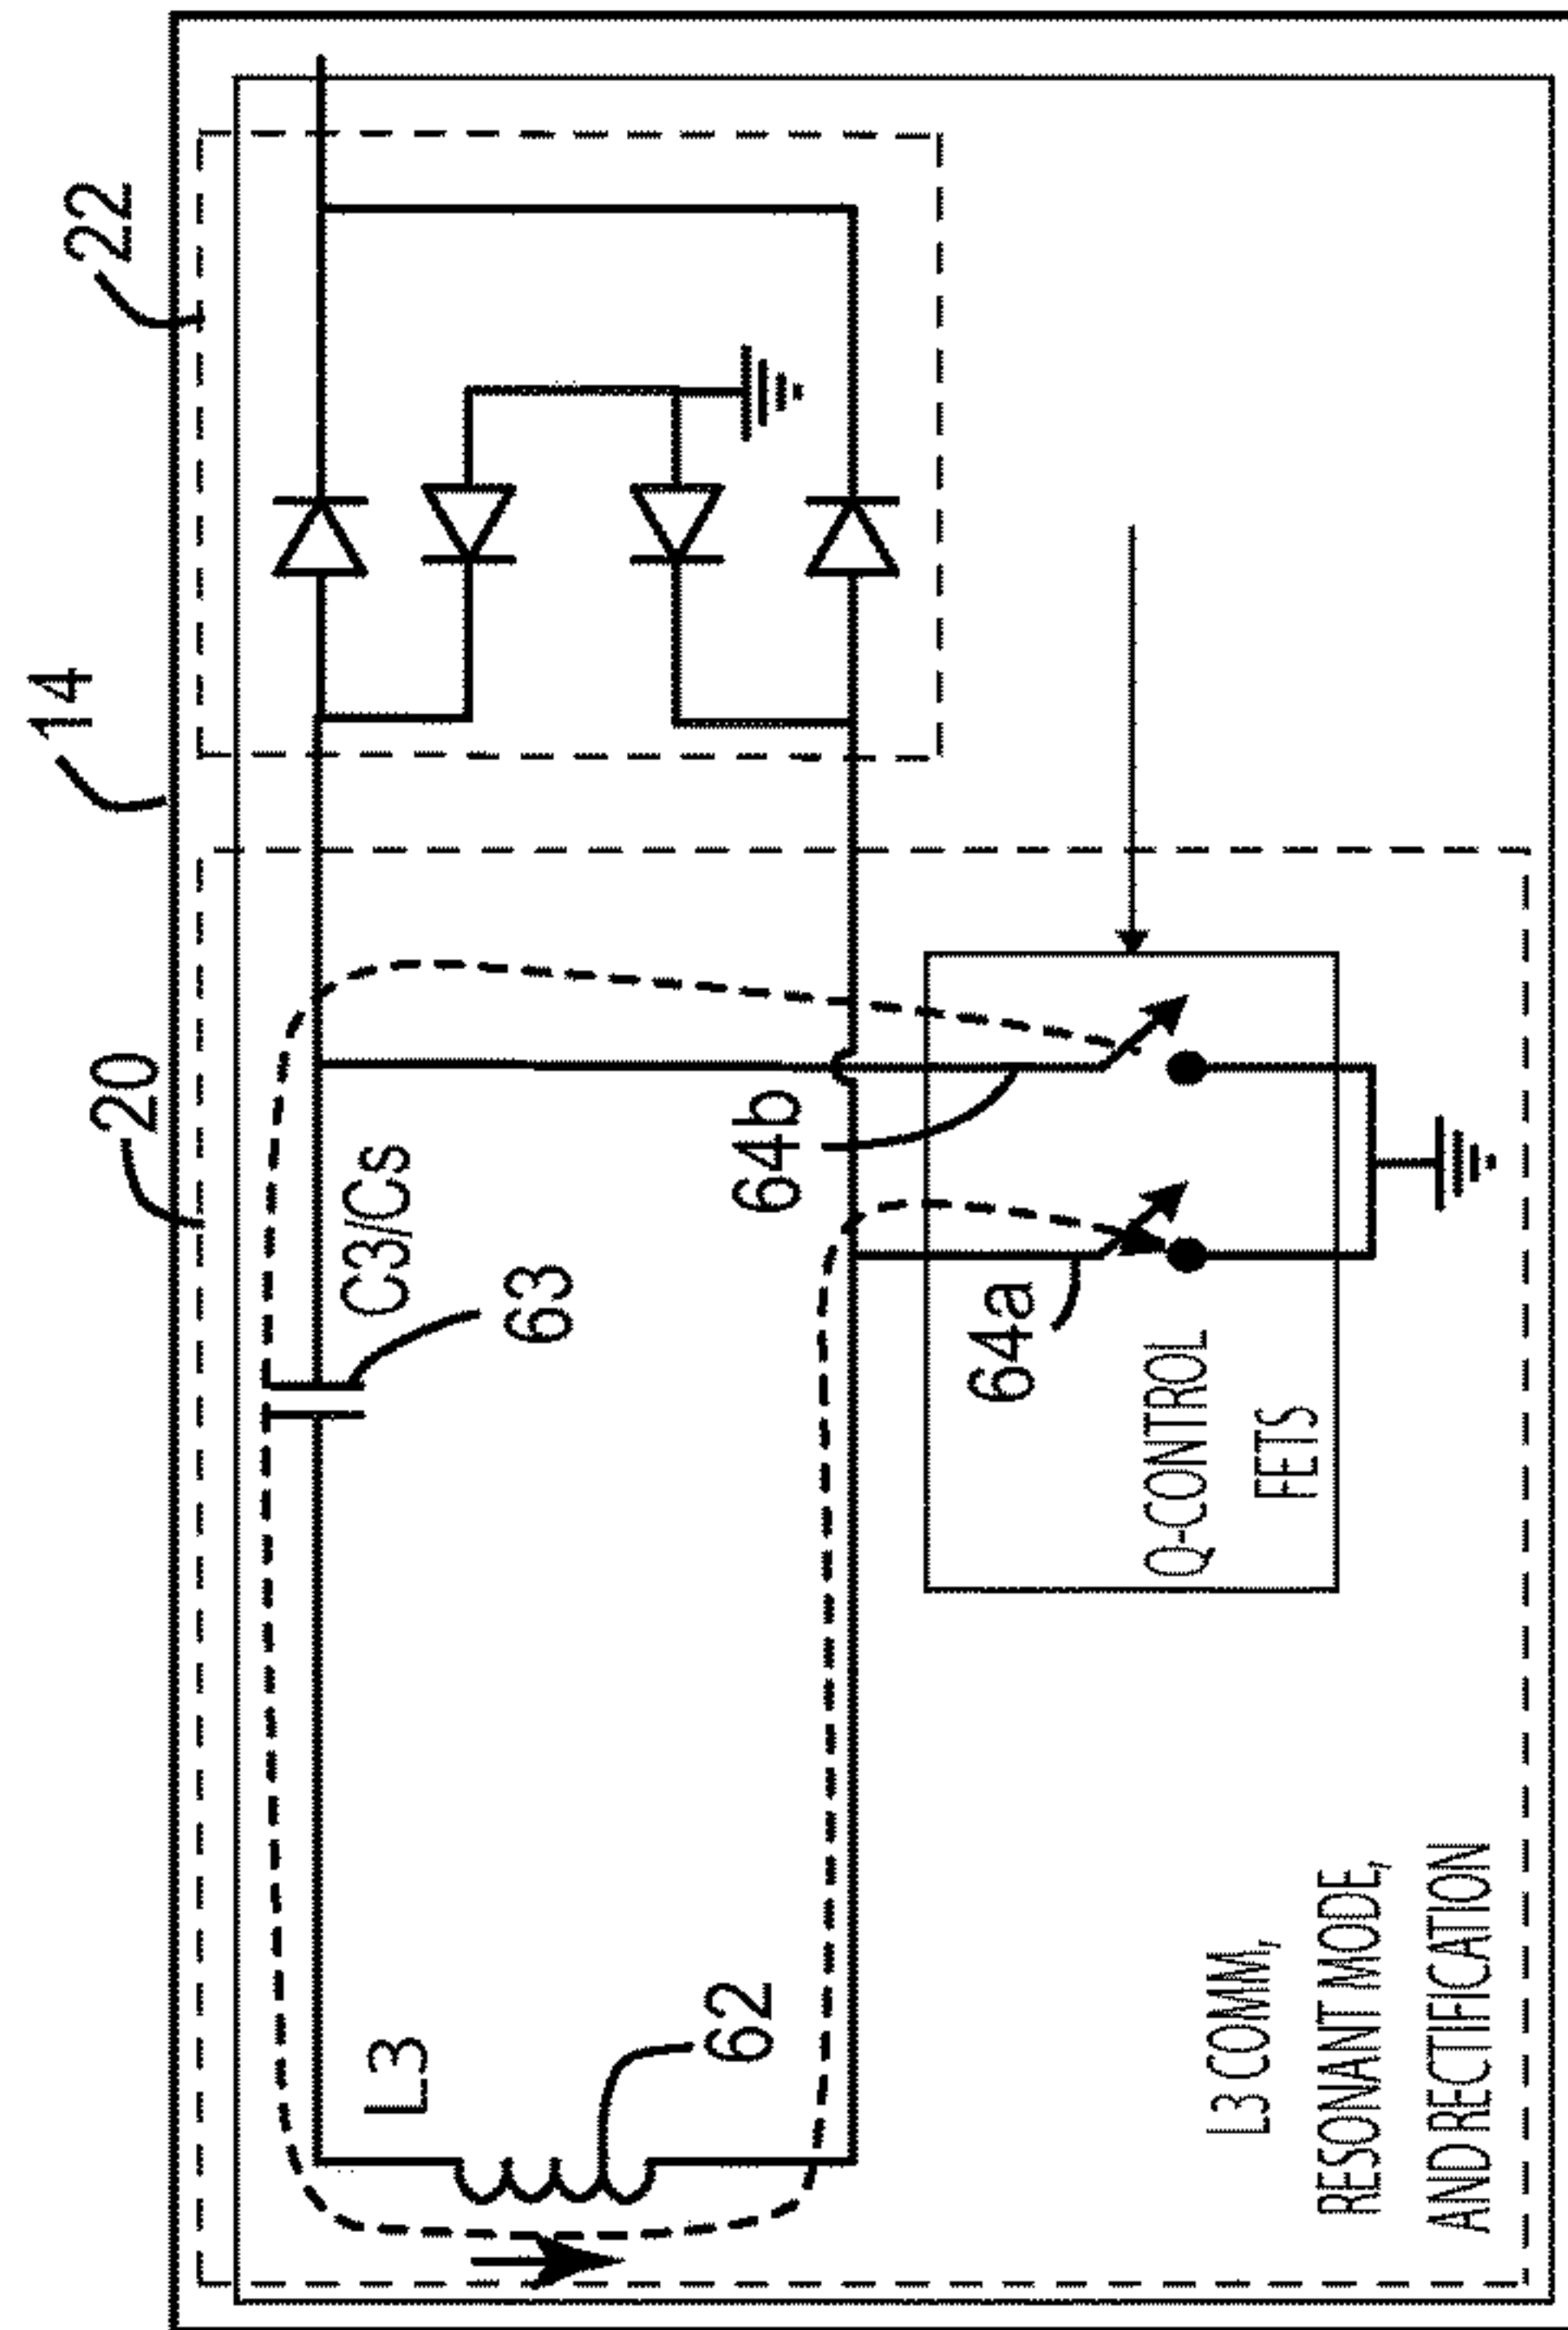 14
20
22
C3/Cs
63
L3
62
64b
64a
Q-CONTROL
FETS
L3 COMM,
RESONANT MODE,
AND RECTIFICATION